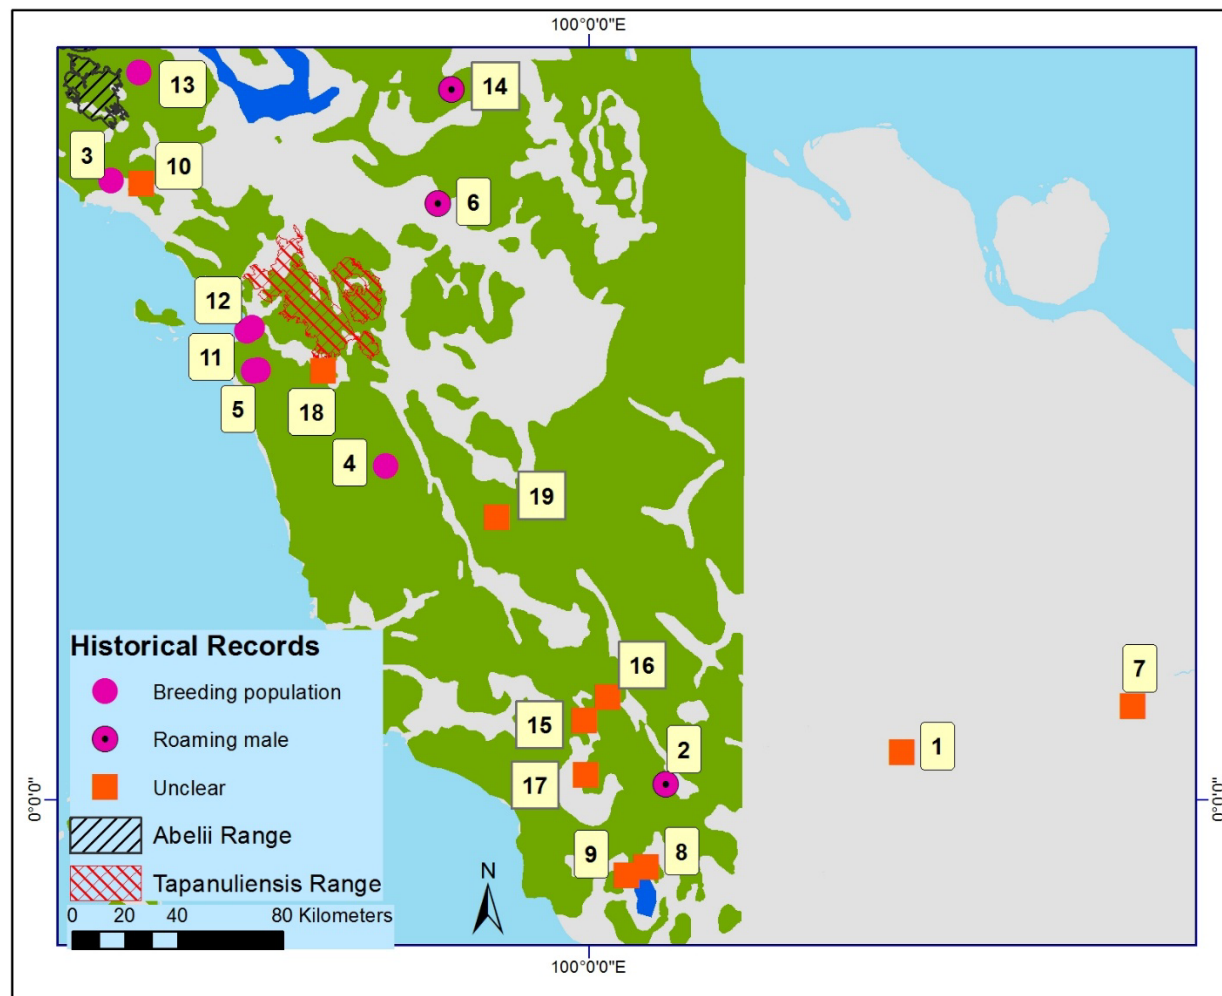 100°0'0"E
13
14
3
10
6
12
11
5
18
4
19
Historical Records
Breeding population
Roaming male
Unclear
Abelii Range
Tapanuliensis Range
0 20 40 80 Kilometers
N
16
7
15
2
1
17
0°0'0"
0°0'0"
9
8
100°0'0"E